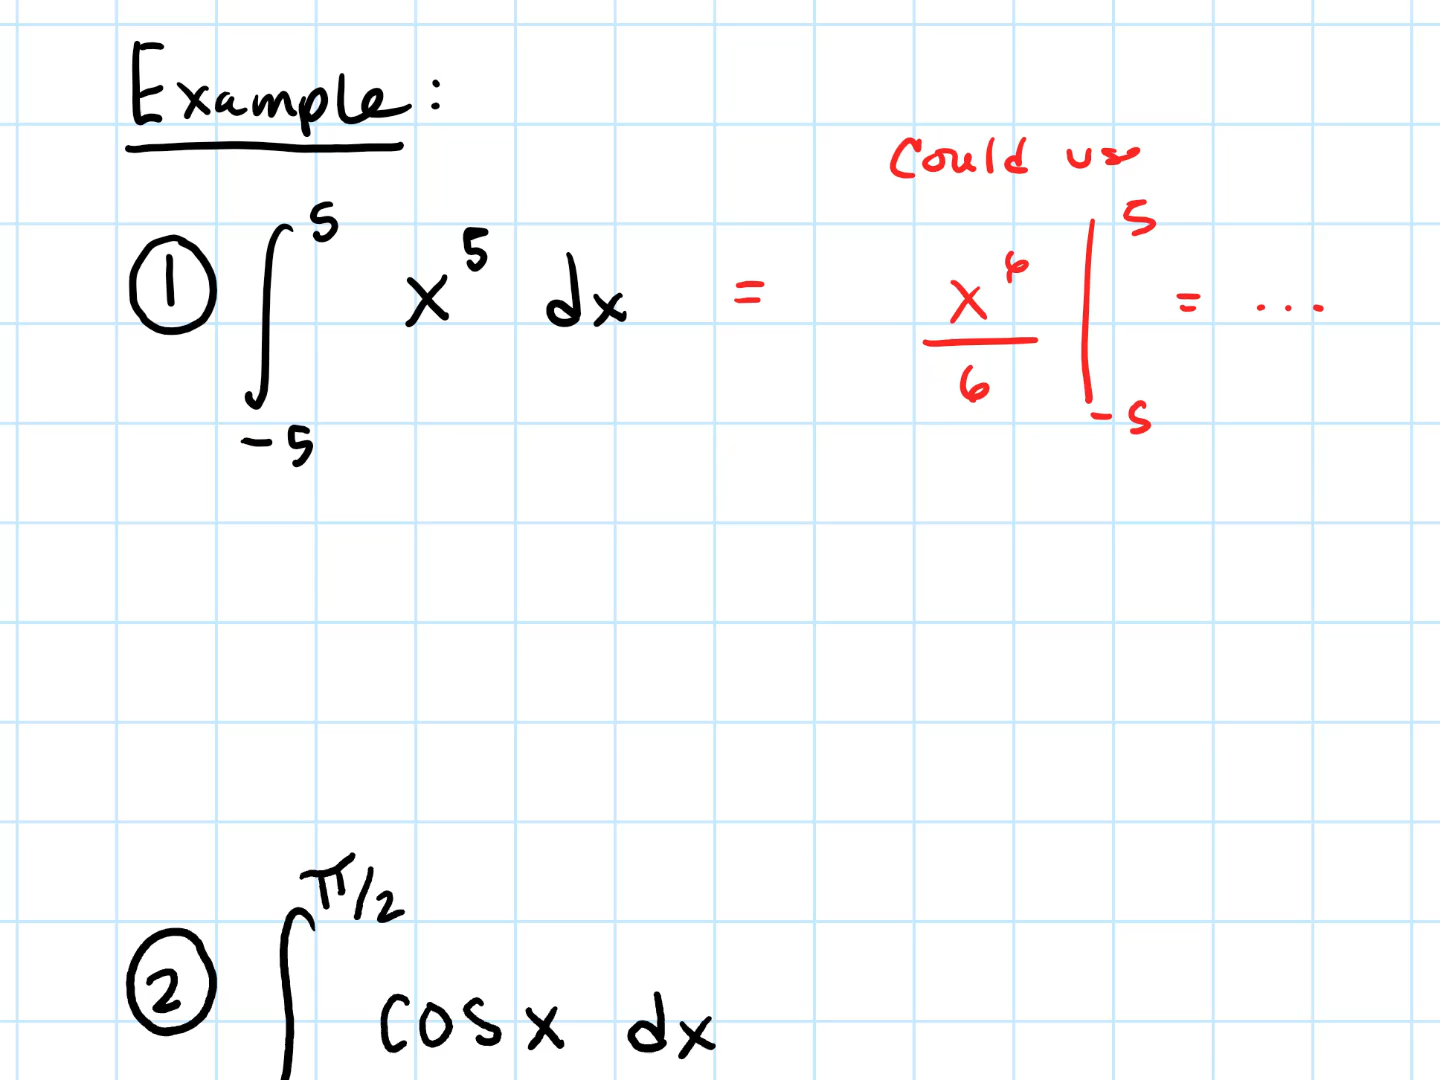 Example:
Could use
① ∫_{-5}^{5} x^5 dx = x^6/6 |_{-5}^{5} = ...
② ∫^{π/2} cos x dx